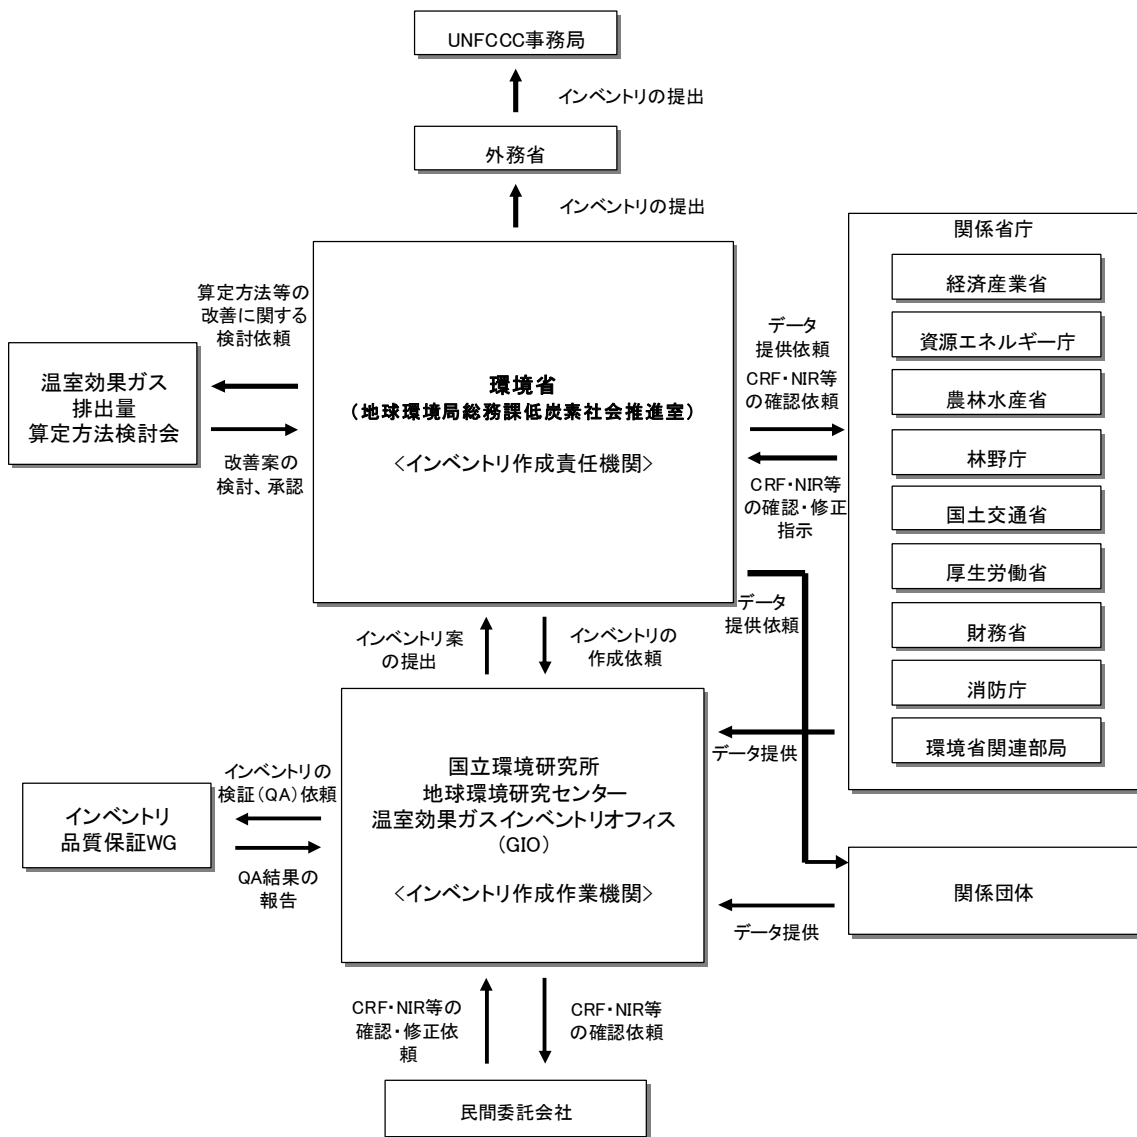 UNFCCC事務局
インベントリの提出
外務省
インベントリの提出
算定方法等の
改善に関する
検討依頼
温室効果ガス
排出量
算定方法検討会
改善案の
検討、承認
環境省
(地球環境局総務課低炭素社会推進室)
<インベントリ作成責任機関>
データ
提供依頼
CRF・NIR等
の確認依頼
CRF・NIR等
の確認・修正
指示
関係省庁
経済産業省
資源エネルギー庁
農林水産省
林野庁
国土交通省
厚生労働省
財務省
消防庁
環境省関連部局
データ
提供依頼
インベントリ案
の提出
インベントリの
作成依頼
データ提供
インベントリの
検証(QA)依頼
インベントリ
品質保証WG
QA結果の
報告
国立環境研究所
地球環境研究センター
温室効果ガスインベントリオフィス
(GIO)
<インベントリ作成作業機関>
関係団体
データ提供
CRF・NIR等の
確認・修正依
頼
CRF・NIR等
の確認依頼
民間委託会社